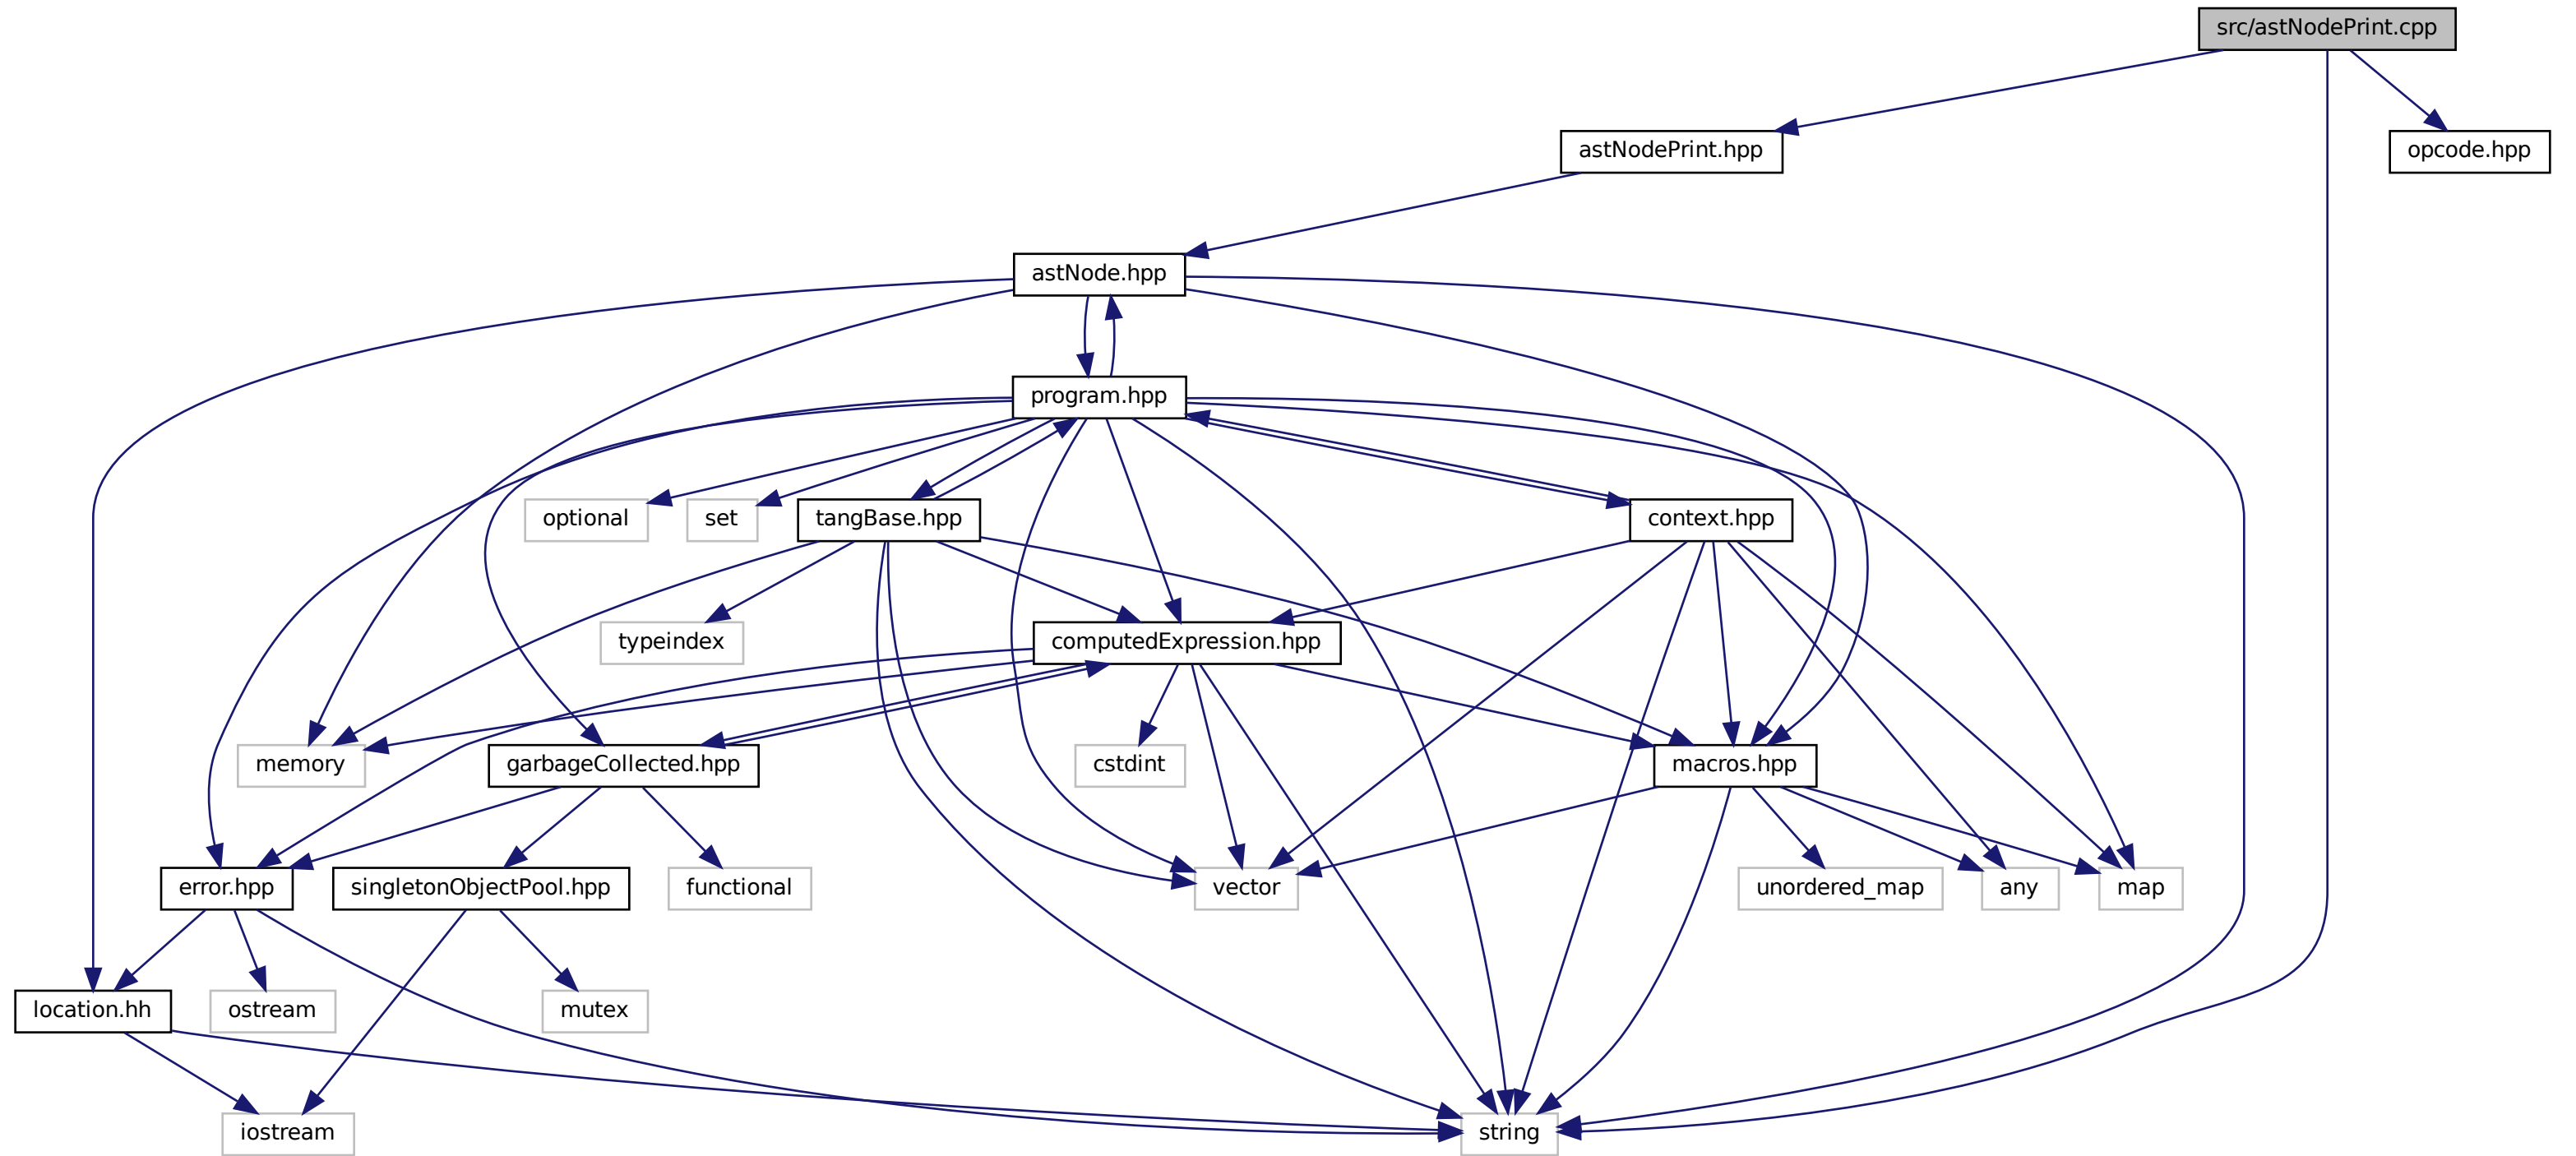 src/astNodePrint.cpp
astNodePrint.hpp
opcode.hpp
astNode.hpp
program.hpp
optional
set
tangBase.hpp
context.hpp
typeindex
computedExpression.hpp
memory
garbageCollected.hpp
cstdint
macros.hpp
error.hpp
singletonObjectPool.hpp
functional
vector
unordered_map
any
map
location.hh
ostream
mutex
iostream
string